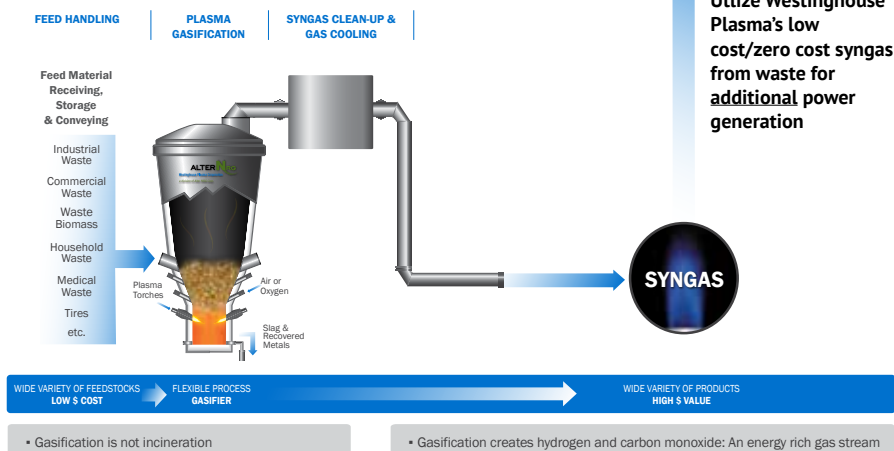 FEED HANDLING
PLASMA
GASIFICATION
SYNGAS CLEAN-UP &
GAS COOLING
Utlize Westinghouse
Plasma’s low
cost/zero cost syngas
from waste for
additional power
generation
Feed Material
Receiving,
Storage
& Conveying
Industrial
Waste
Commercial
Waste
Waste
Biomass
Household
Waste
Medical
Waste
Tires
etc.
ALTER
Plasma
Torches
Air or
Oxygen
Slag &
Recovered
Metals
SYNGAS
WIDE VARIETY OF FEEDSTOCKS
LOW $ COST
FLEXIBLE PROCESS
GASIFIER
WIDE VARIETY OF PRODUCTS
HIGH $ VALUE
▪ Gasification is not incineration
▪ Gasification creates hydrogen and carbon monoxide: An energy rich gas stream